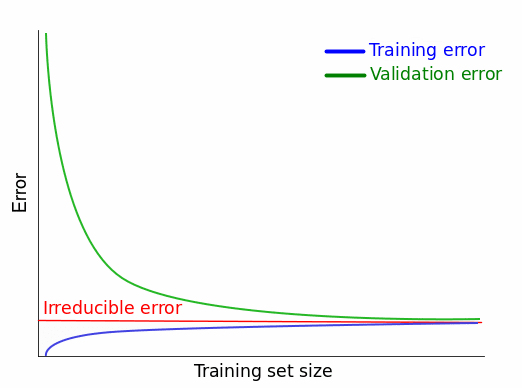 Training error
Validation error
Error
Irreducible error
Training set size